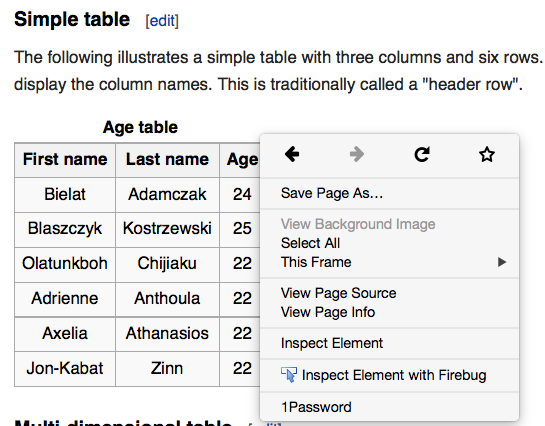 Simple table [edit]
The following illustrates a simple table with three columns and six rows.
display the column names. This is traditionally called a "header row".
Age table
First name Last name Age
Bielat Adamczak 24
Blaszczyk Kostrzewski 25
Olatunkboh Chijiaku 22
Adrienne Anthoula 22
Axelia Athanasios 22
Jon-Kabat Zinn 22
Save Page As...
View Background Image
Select All
This Frame
View Page Source
View Page Info
Inspect Element
Inspect Element with Firebug
1Password